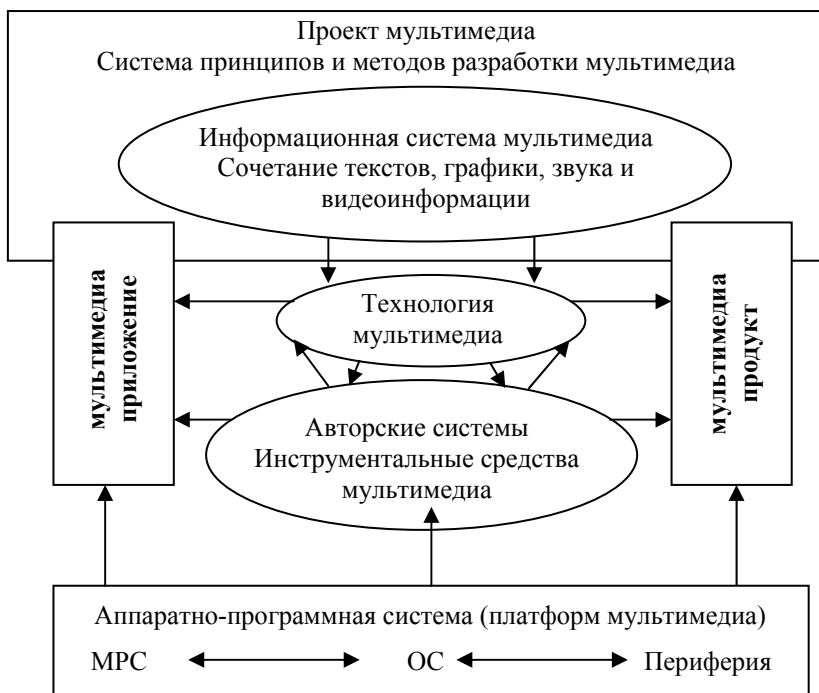 Проект мультимедиа
Система принципов и методов разработки мультимедиа
Информационная система мультимедиа
Сочетание текстов, графики, звука и
видеоинформации
мультимедиа
приложение
Технология
мультимедиа
мультимедиа
продукт
Авторские системы
Инструментальные средства
мультимедиа
Аппаратно-программная система (платформ мультимедиа)
МРС ОС Периферия